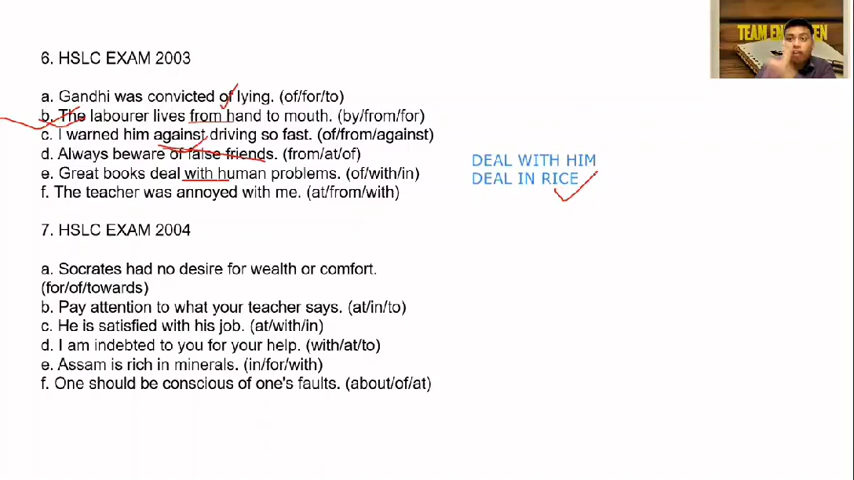 TEAM EN
EN
6. HSLC EXAM 2003
a. Gandhi was convicted of lying. (of/for/to)
b. The labourer lives from hand to mouth. (by/from/for)
c. I warned him against driving so fast. (of/from/against)
d. Always beware of false friends. (from/at/of)
e. Great books deal with human problems. (of/with/in)
f. The teacher was annoyed with me. (at/from/with)
DEAL WITH HIM
DEAL IN RICE
7. HSLC EXAM 2004
a. Socrates had no desire for wealth or comfort.
(for/of/towards)
b. Pay attention to what your teacher says. (at/in/to)
c. He is satisfied with his job. (at/with/in)
d. I am indebted to you for your help. (with/at/to)
e. Assam is rich in minerals. (in/for/with)
f. One should be conscious of one's faults. (about/of/at)